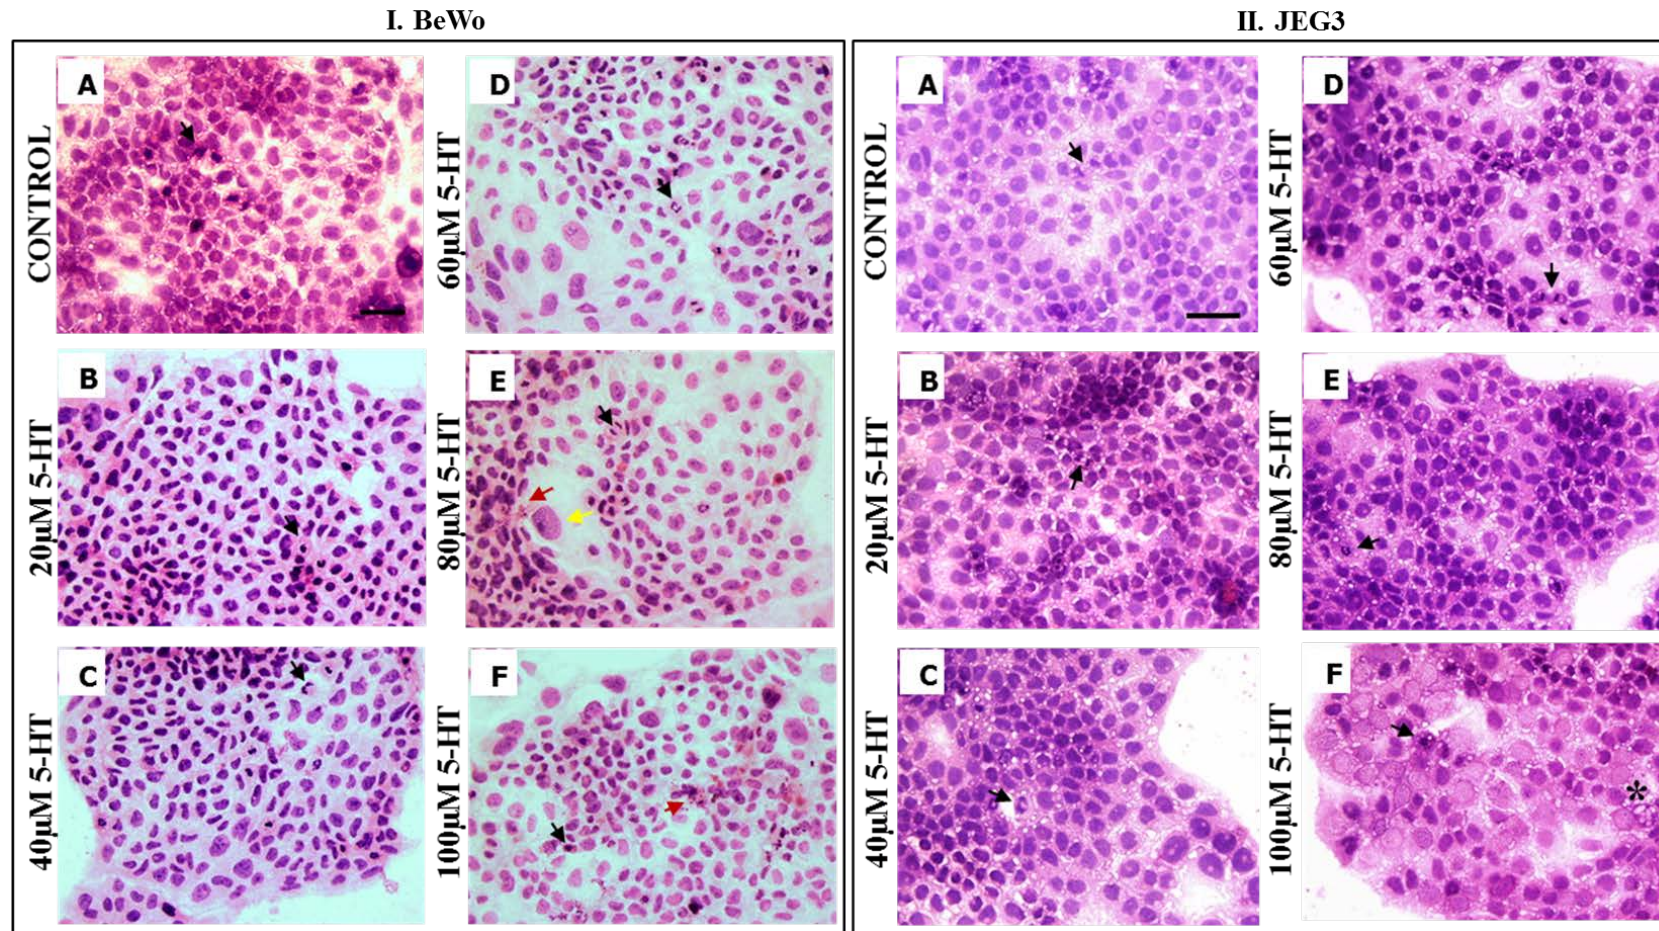 I. BeWo
II. JEG3
CONTROL
A
60µM 5-HT
D
20µM 5-HT
B
80µM 5-HT
E
40µM 5-HT
C
100µM 5-HT
F
CONTROL
A
60µM 5-HT
D
20µM 5-HT
B
80µM 5-HT
E
40µM 5-HT
C
100µM 5-HT
F
*